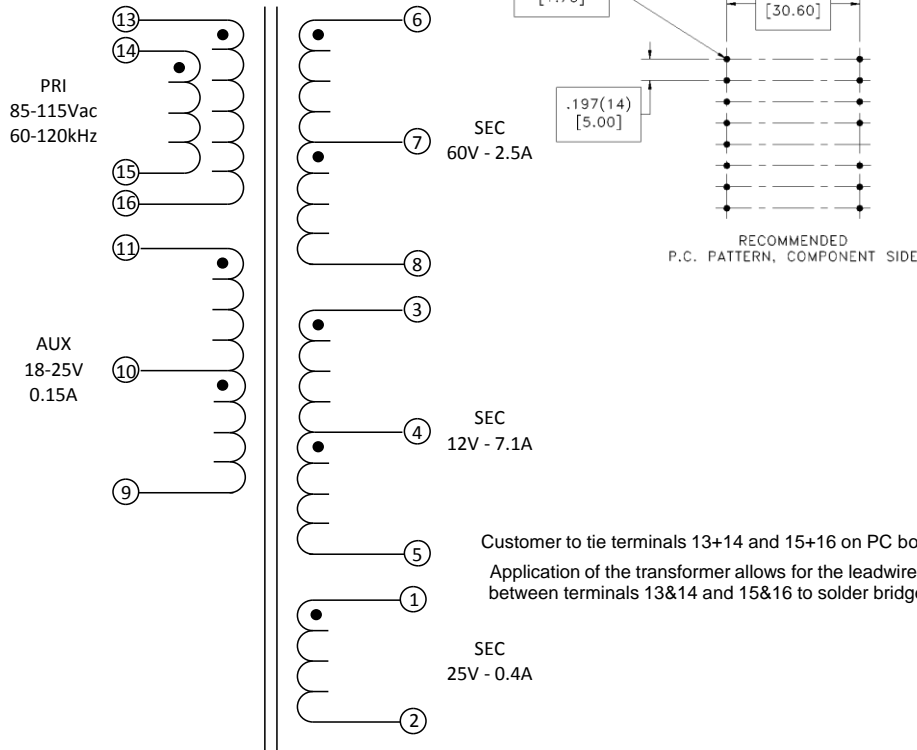 13
14
PRI
85-115Vac
60-120kHz
15
16
11
AUX
18-25V
0.15A
10
9
6
7
SEC
60V - 2.5A
8
3
4
SEC
12V - 7.1A
5
1
SEC
25V - 0.4A
2
[30.60]
.197(14)
[5.00]
RECOMMENDED
P.C. PATTERN, COMPONENT SIDE
Customer to tie terminals 13+14 and 15+16 on PC bo
Application of the transformer allows for the leadwire
between terminals 13&14 and 15&16 to solder bridge